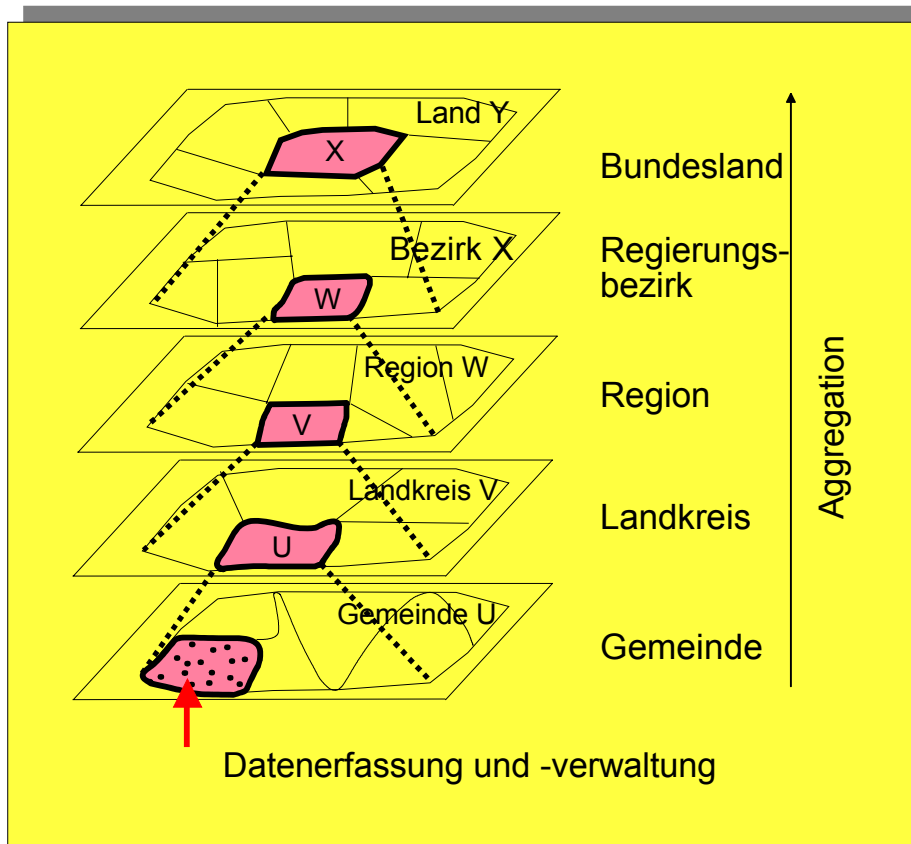 Land Y
X
Bundesland
Bezirk X
W
Regierungs-
bezirk
Region W
V
Region
Landkreis V
U
Landkreis
Gemeinde U
Gemeinde
Aggregation
Datenerfassung und -verwaltung